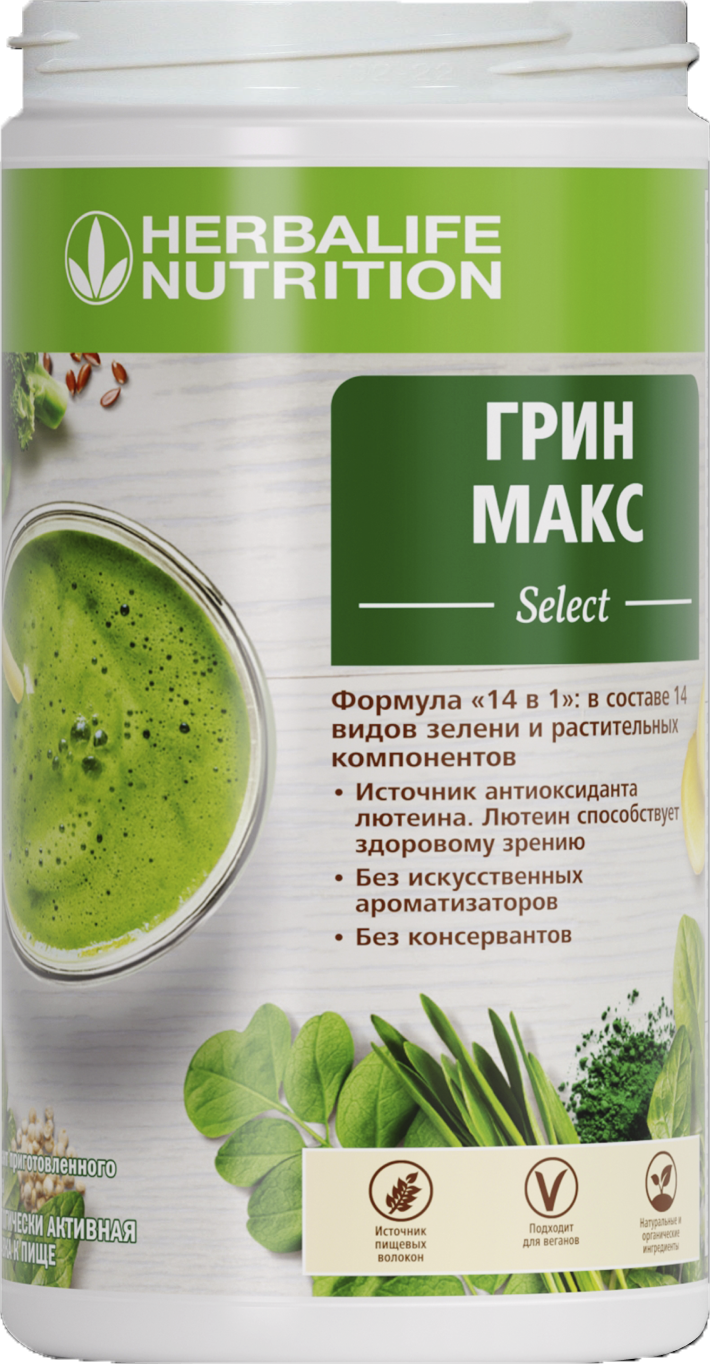 HERBALIFE
NUTRITION
ГРИН
МАКС
Select
Формула «14 в 1»: в составе 14
видов зелени и растительных
компонентов
• Источник антиоксиданта
лютеина. Лютеин способствует
здоровому зрению
• Без искусственных
ароматизаторов
• Без консервантов
приготовленного
АКТИВНАЯ
К ПИЩЕ
Источник
пищевых
волокон
Подходит
для веганов
Натуральные и
органические
ингредиенты